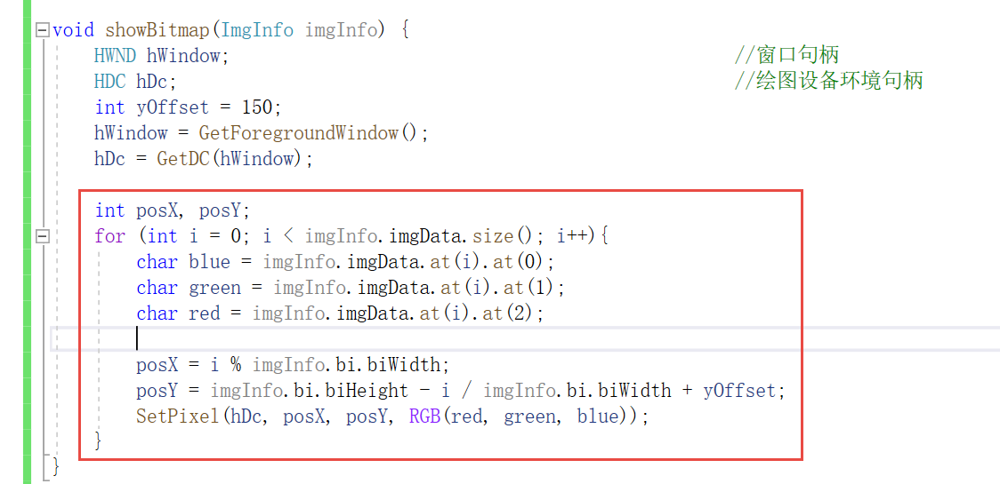 void showBitmap(ImgInfo imgInfo) {
HWND hWindow; //窗口句柄
HDC hDc; //绘图设备环境句柄
int yOffset = 150;
hWindow = GetForegroundWindow();
hDc = GetDC(hWindow);
int posX, posY;
for (int i = 0; i < imgInfo.imgData.size(); i++){
char blue = imgInfo.imgData.at(i).at(0);
char green = imgInfo.imgData.at(i).at(1);
char red = imgInfo.imgData.at(i).at(2);
posX = i % imgInfo.bi.biWidth;
posY = imgInfo.bi.biHeight - i / imgInfo.bi.biWidth + yOffset;
SetPixel(hDc, posX, posY, RGB(red, green, blue));
}
}